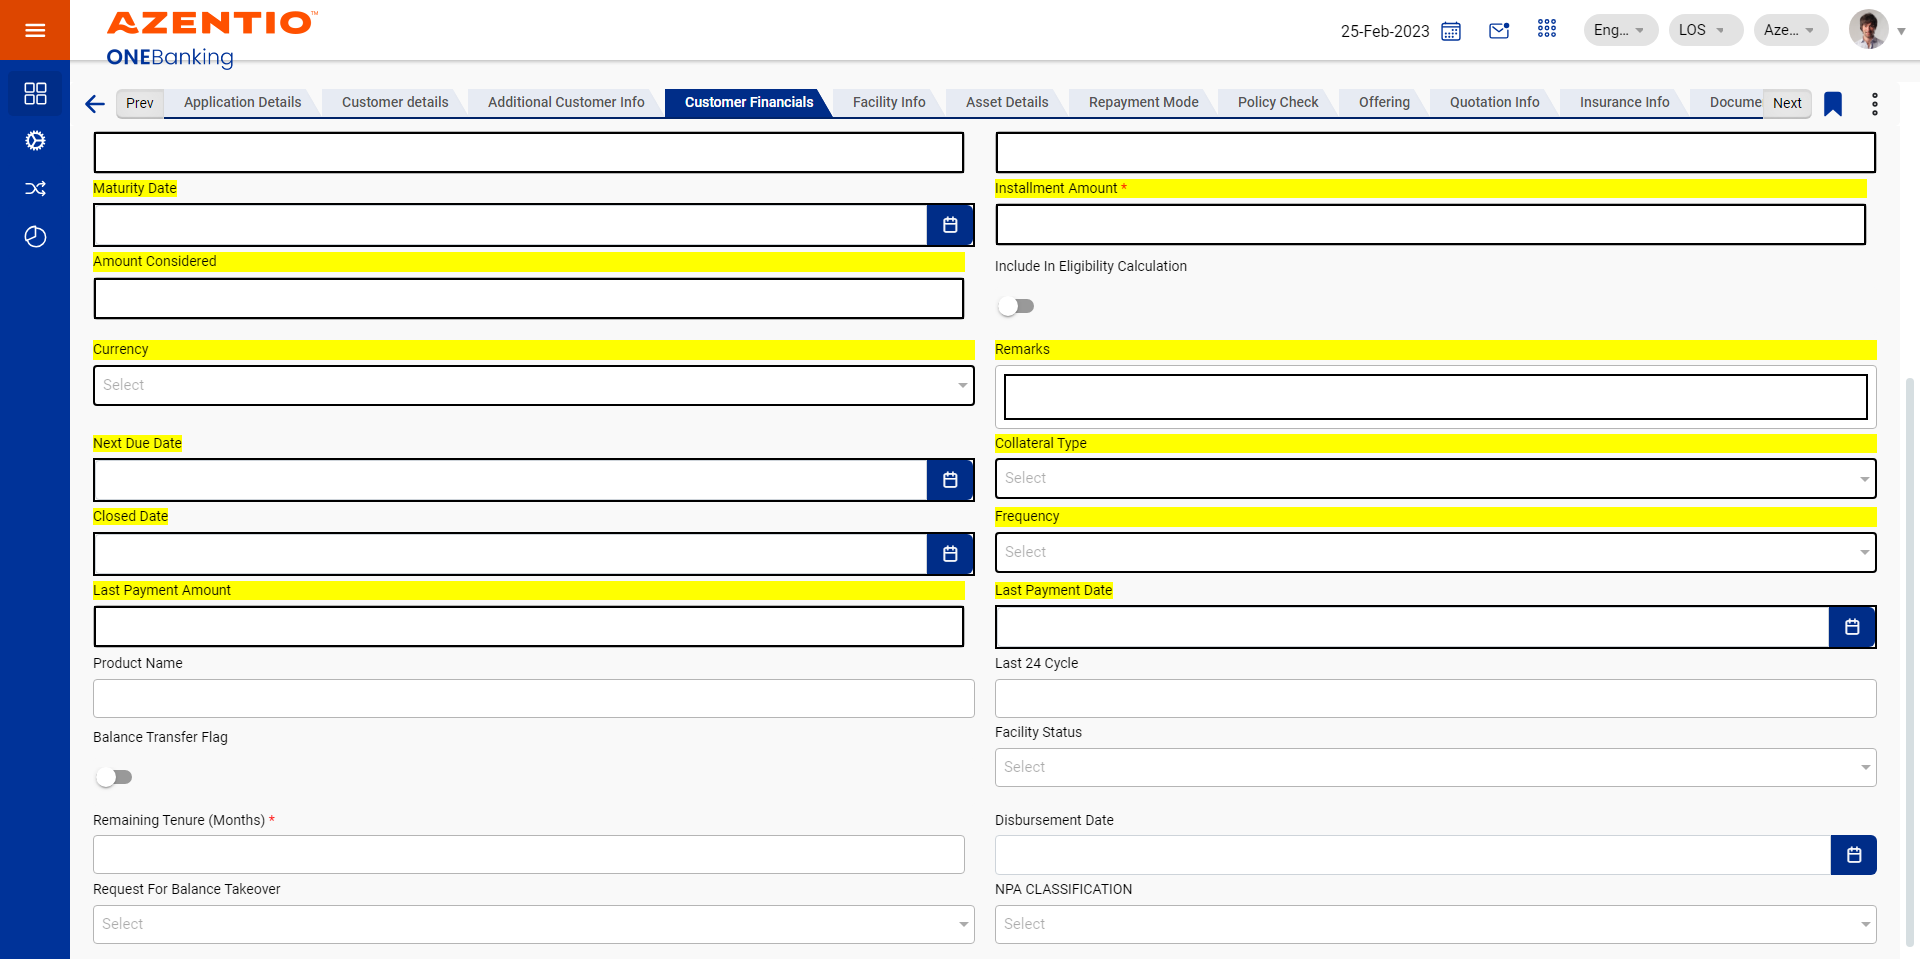 AZENTIO™
ONEBanking
25-Feb-2023
Eng...
LOS
Aze...
Prev
Application Details
Customer details
Additional Customer Info
Customer Financials
Facility Info
Asset Details
Repayment Mode
Policy Check
Offering
Quotation Info
Insurance Info
Docume
Next
Maturity Date
Installment Amount *
Amount Considered
Include In Eligibility Calculation
Currency
Remarks
Select
Next Due Date
Collateral Type
Select
Closed Date
Frequency
Select
Last Payment Amount
Last Payment Date
Product Name
Last 24 Cycle
Balance Transfer Flag
Facility Status
Select
Remaining Tenure (Months) *
Disbursement Date
Request For Balance Takeover
NPA CLASSIFICATION
Select
Select